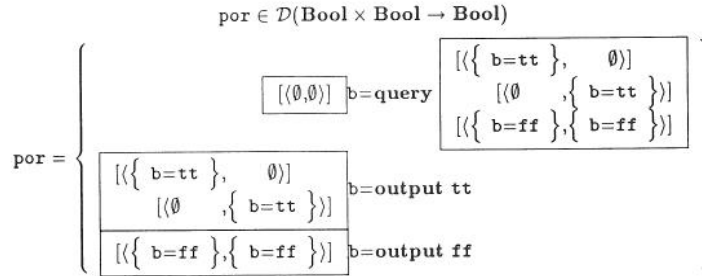 por ∈ 𝒟(Bool × Bool → Bool)
[⟨{ b=tt }, ∅⟩]
[⟨∅,∅⟩] b=query [⟨∅ ,{ b=tt }⟩]
[⟨{ b=ff },{ b=ff }⟩]
por = {
[⟨{ b=tt }, ∅⟩]
b=output tt
[⟨∅ ,{ b=tt }⟩]
[⟨{ b=ff },{ b=ff }⟩] b=output ff